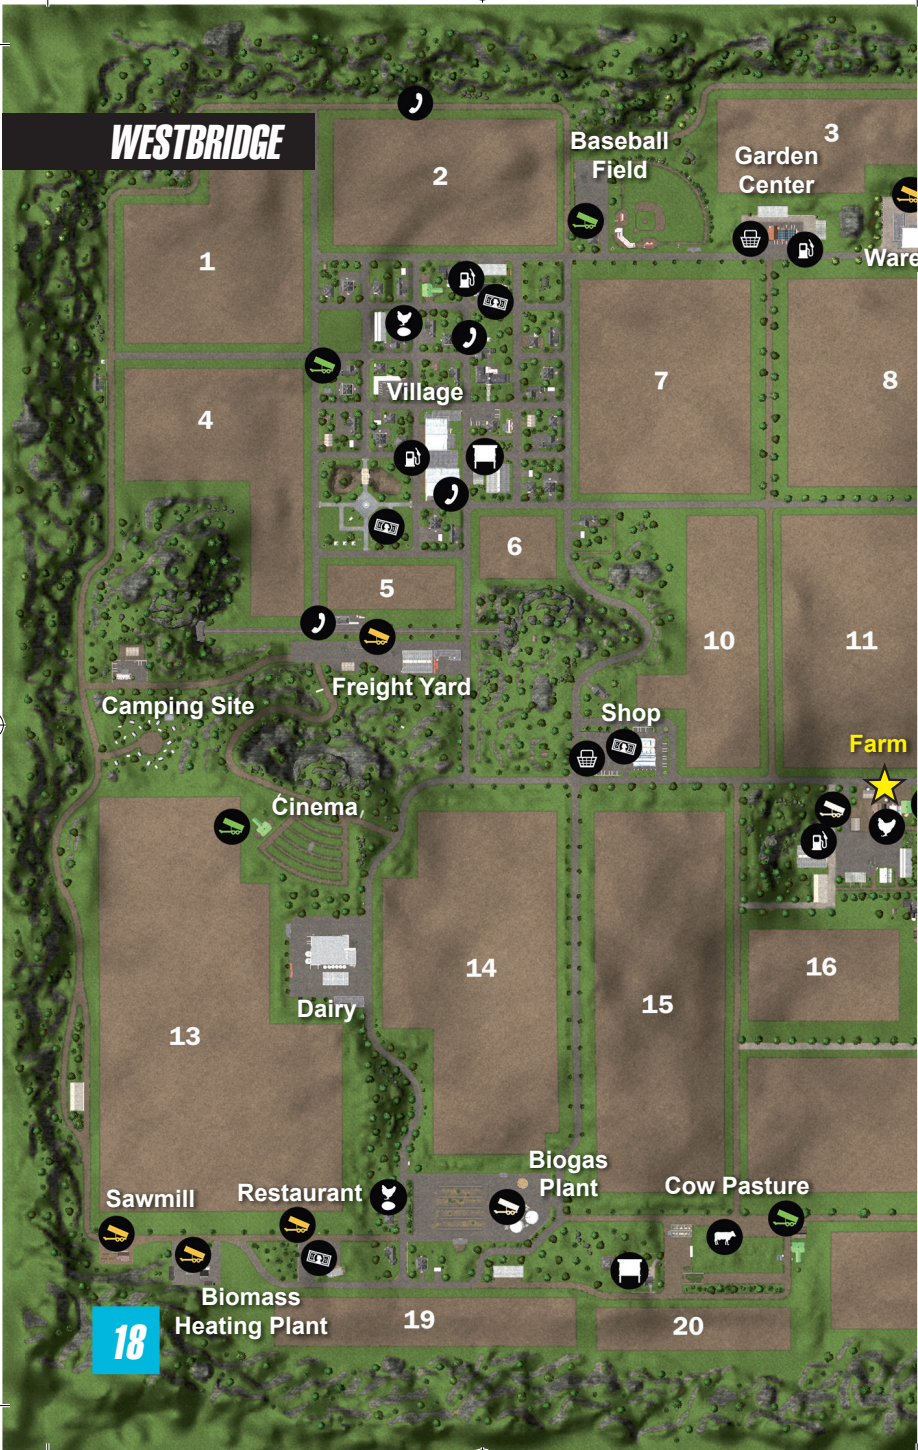 WESTBRIDGE
Baseball
Field
3
Garden
Center
2
1
Ware
7
8
Village
4
6
5
10
11
Freight Yard
Camping Site
Shop
Farm
Cinema
14
16
15
Dairy
13
Biogas
Plant
Sawmill
Restaurant
Cow Pasture
Biomass
Heating Plant
19
20
18